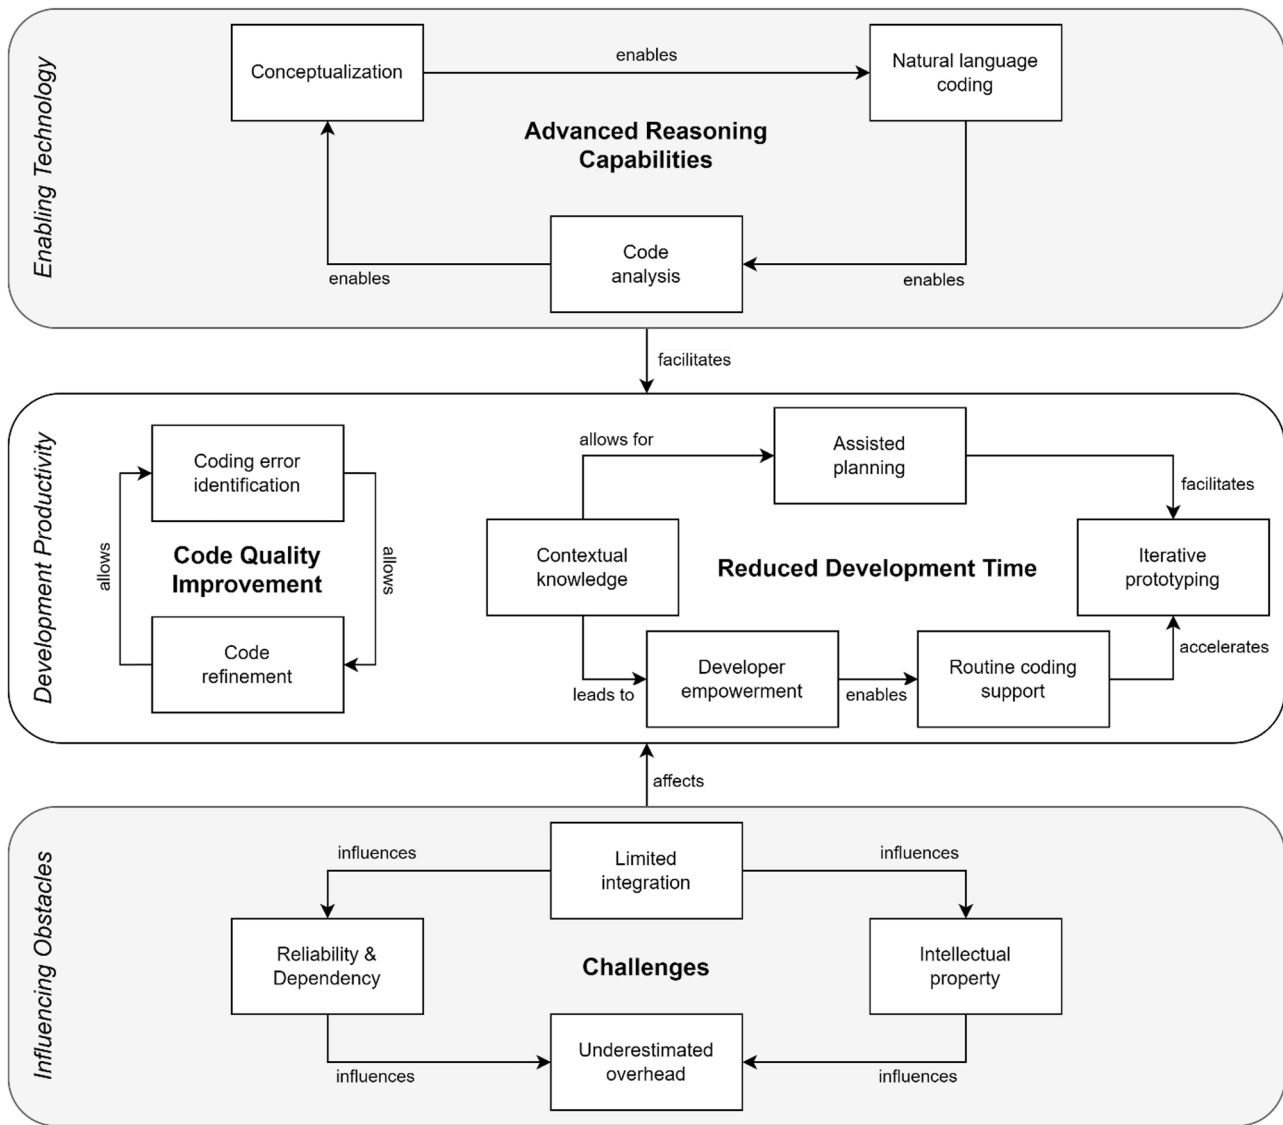 Enabling Technology
Conceptualization
enables
Natural language
coding
Advanced Reasoning
Capabilities
Code
analysis
enables
enables
facilitates
Development Productivity
Coding error
identification
allows
Code Quality
Improvement
allows
Code
refinement
allows for
Assisted
planning
facilitates
Contextual
knowledge
Reduced Development Time
Iterative
prototyping
leads to
Developer
empowerment
enables
Routine coding
support
accelerates
affects
Influencing Obstacles
influences
Limited
integration
influences
Reliability &
Dependency
Challenges
Intellectual
property
influences
Underestimated
overhead
influences